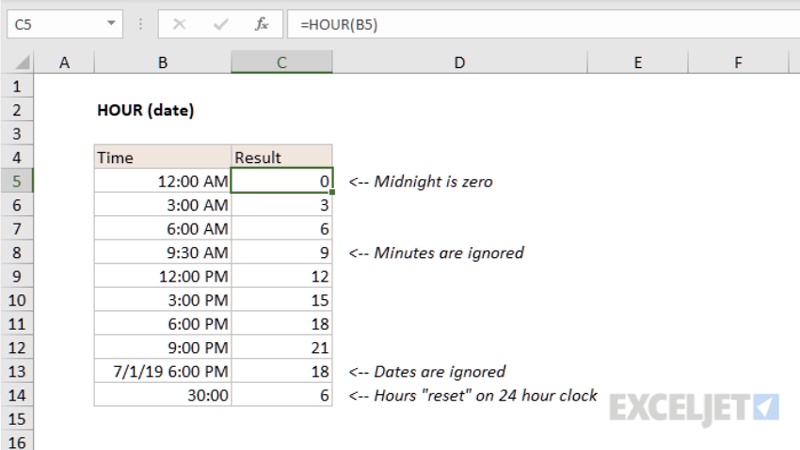 C5 fx =HOUR(B5)
A B C D E F
1
2 HOUR (date)
3
4 Time Result
5 12:00 AM 0 <-- Midnight is zero
6 3:00 AM 3
7 6:00 AM 6
8 9:30 AM 9 <-- Minutes are ignored
9 12:00 PM 12
10 3:00 PM 15
11 6:00 PM 18
12 9:00 PM 21
13 7/1/19 6:00 PM 18 <-- Dates are ignored
14 30:00 6 <-- Hours "reset" on 24 hour clock
EXCELJET
15
16